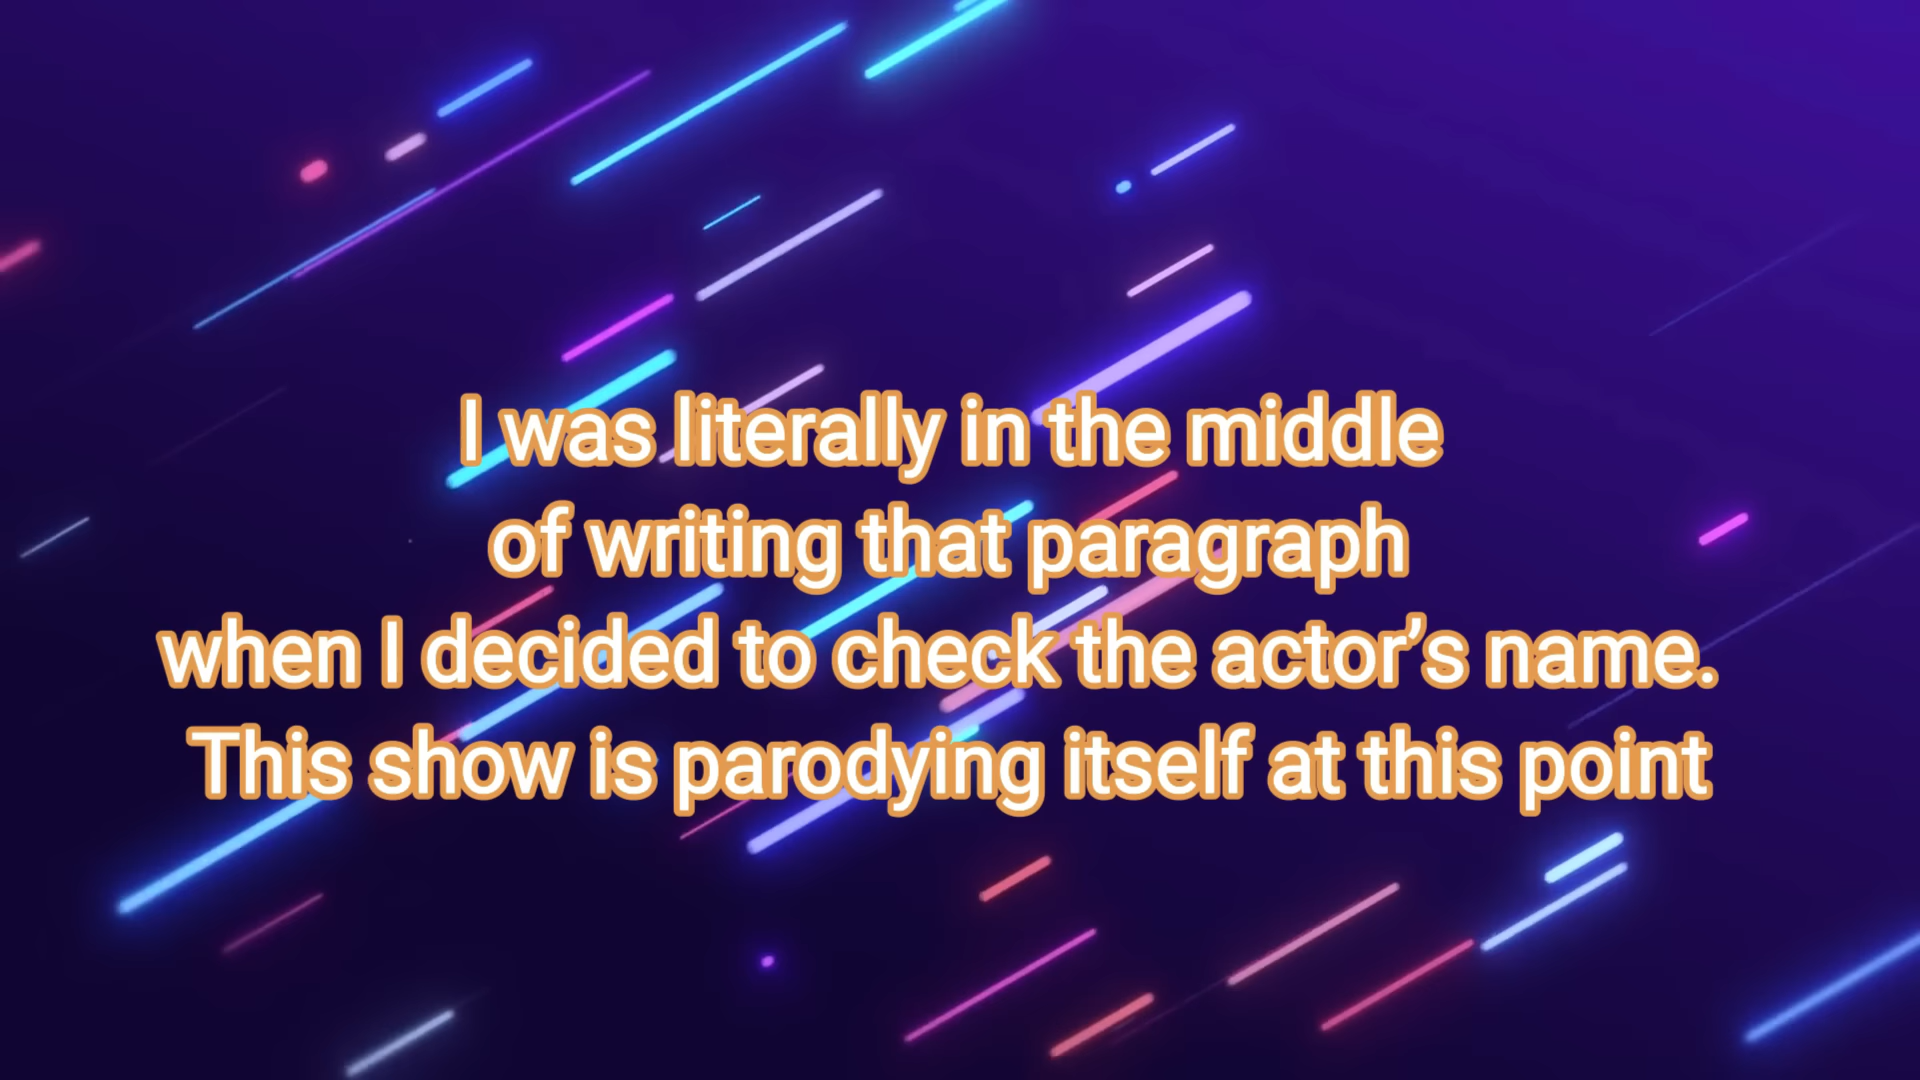 I was literally in the middle
of writing that paragraph
when I decided to check the actor’s name.
This show is parodying itself at this point